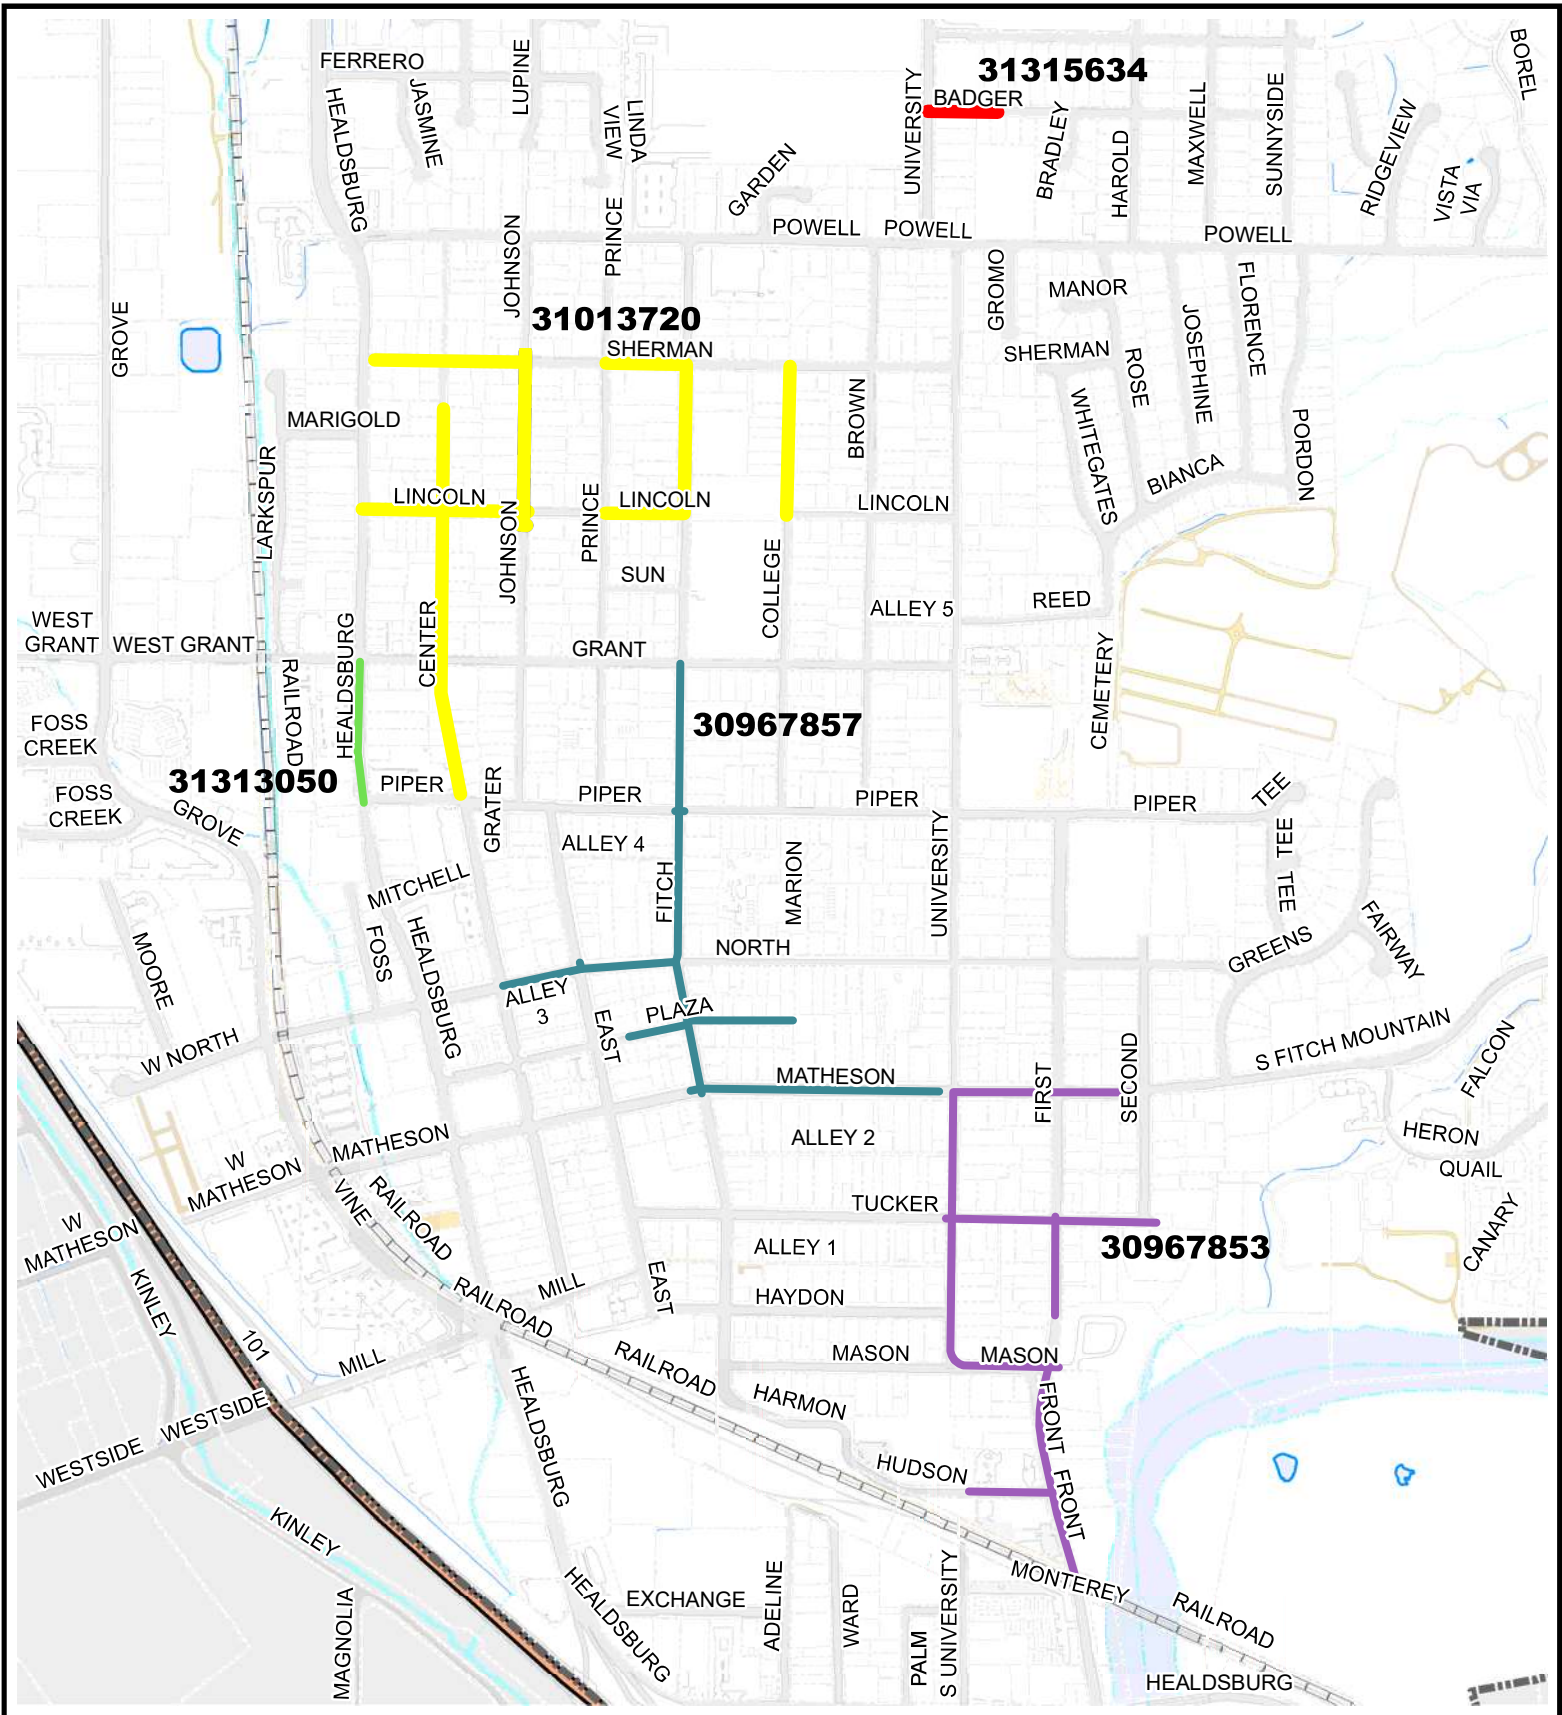 FERRERO
LUPINE
JASMINE
HEALDSBURG
LINDA
VIEW
PRINCE
GARDEN
UNIVERSITY
31315634
BADGER
BRADLEY
HAROLD
MAXWELL
SUNNYSIDE
RIDGEVIEW
VISTA
VIA
BOREL
POWELL
POWELL
POWELL
JOHNSON
GROVE
31013720
SHERMAN
GROMO
MANOR
SHERMAN
ROSE
JOSEPHINE
FLORENCE
PORDON
WHITEGATES
BIANCA
MARIGOLD
LARKSPUR
LINCOLN
JOHNSON
PRINCE
LINCOLN
BROWN
LINCOLN
SUN
COLLEGE
ALLEY 5
REED
WEST
GRANT
WEST GRANT
RAILROAD
HEALDSBURG
CENTER
GRANT
CEMETERY
30967857
FOSS
CREEK
31313050
PIPER
GRATER
PIPER
PIPER
PIPER
TEE
FOSS
CREEK
GROVE
ALLEY 4
FITCH
MARION
UNIVERSITY
TEE
TEE
MITCHELL
MOORE
FOSS
HEALDSBURG
NORTH
GREENS
FAIRWAY
ALLEY
3
PLAZA
EAST
W NORTH
S FITCH MOUNTAIN
FALCON
MATHESON
FIRST
SECOND
ALLEY 2
HERON
QUAIL
CANARY
MATHESON
W
MATHESON
VINE
RAILROAD
W
MATHESON
TUCKER
30967853
ALLEY 1
KINLEY
MILL
EAST
HAYDON
RAILROAD
101
MILL
RAILROAD
MASON
MASON
HARMON
FRONT
WESTSIDE
WESTSIDE
HEALDSBURG
HUDSON
FRONT
KINLEY
HEALDSBURG
EXCHANGE
ADELINE
WARD
PALM
S UNIVERSITY
MONTEREY
RAILROAD
MAGNOLIA
HEALDSBURG